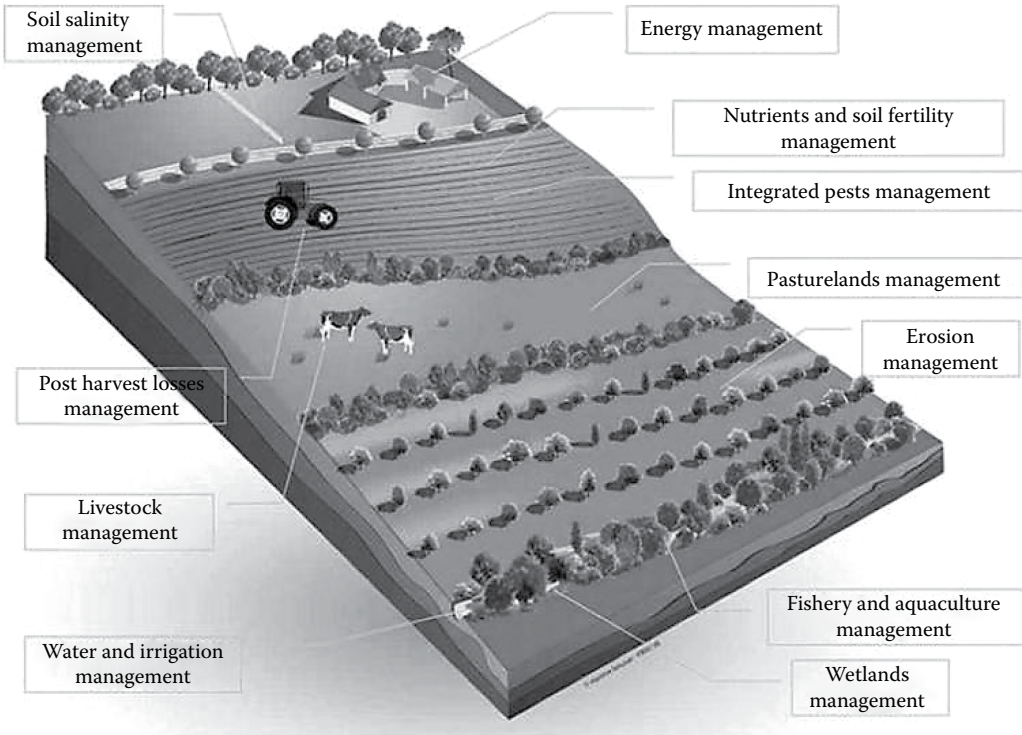 Soil salinity
management
Energy management
Nutrients and soil fertility
management
Integrated pests management
Pasturelands management
Erosion
management
Post harvest losses
management
Livestock
management
Fishery and aquaculture
management
Water and irrigation
management
Wetlands
management